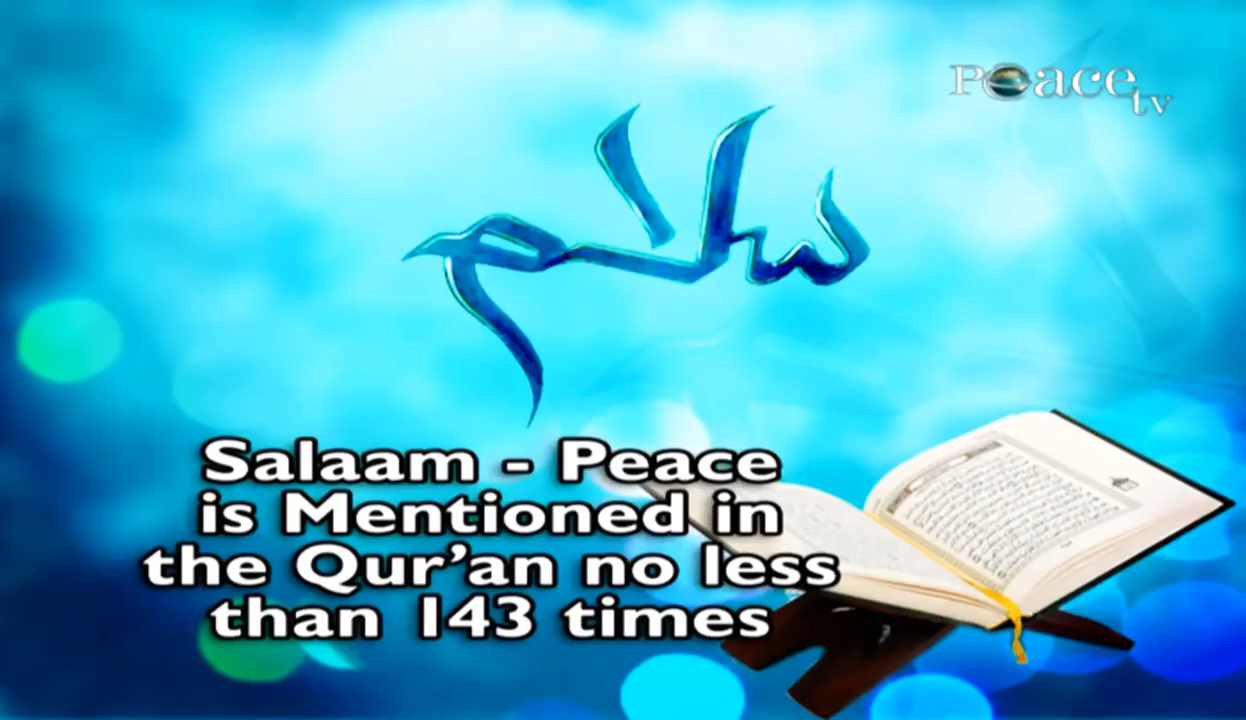 Peace tv
سلام
Salaam - Peace
is Mentioned in
the Qur'an no less
than 143 times